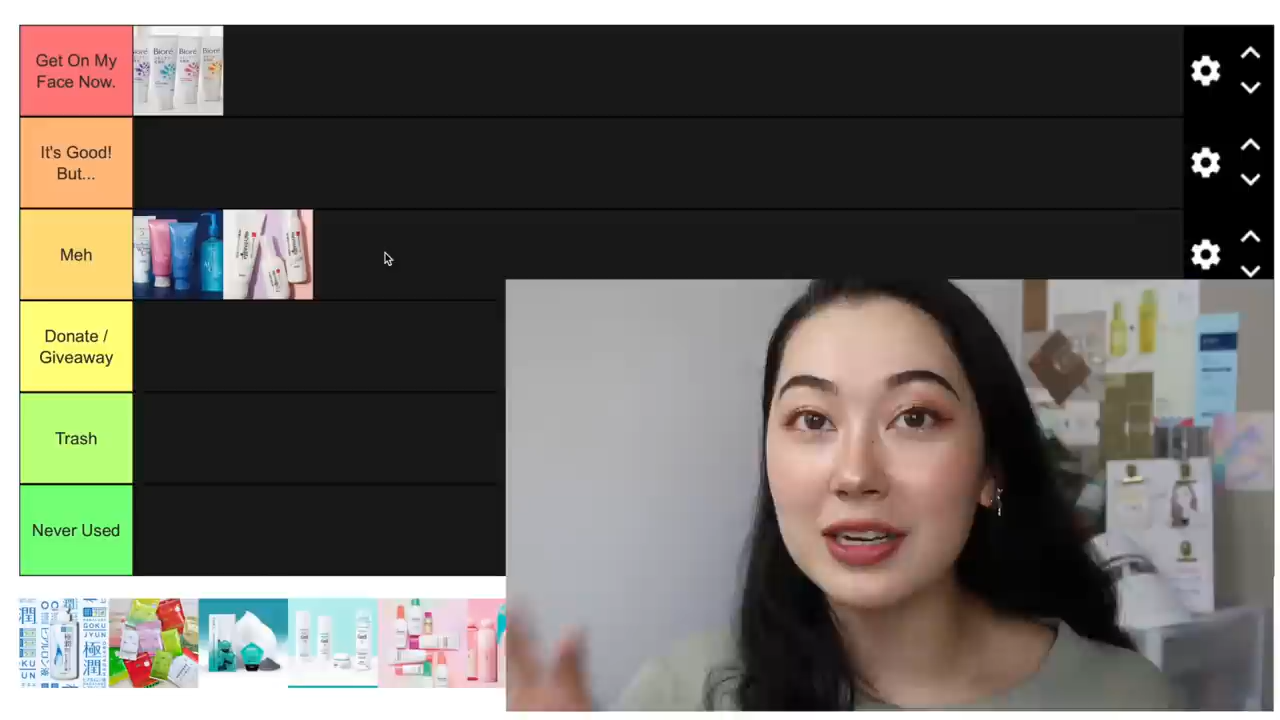 Get On My
Face Now.
Bioré
Bioré
Bioré
It's Good!
But...
Meh
Donate /
Giveaway
Trash
Never Used
潤
GOKU
JYUN
極
潤